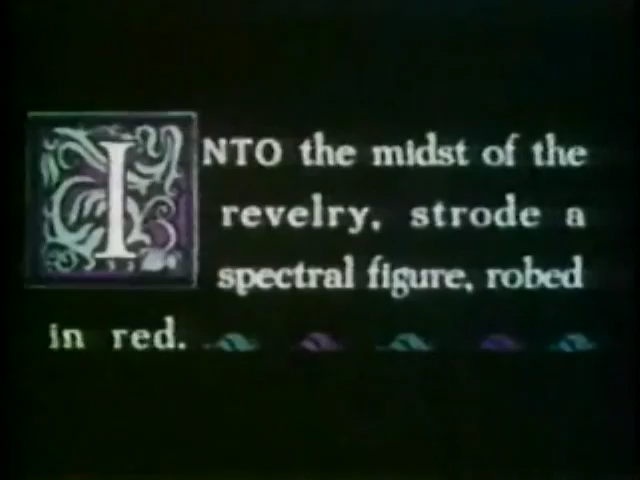 INTO the midst of the
revelry, strode a
spectral figure, robed
in red.